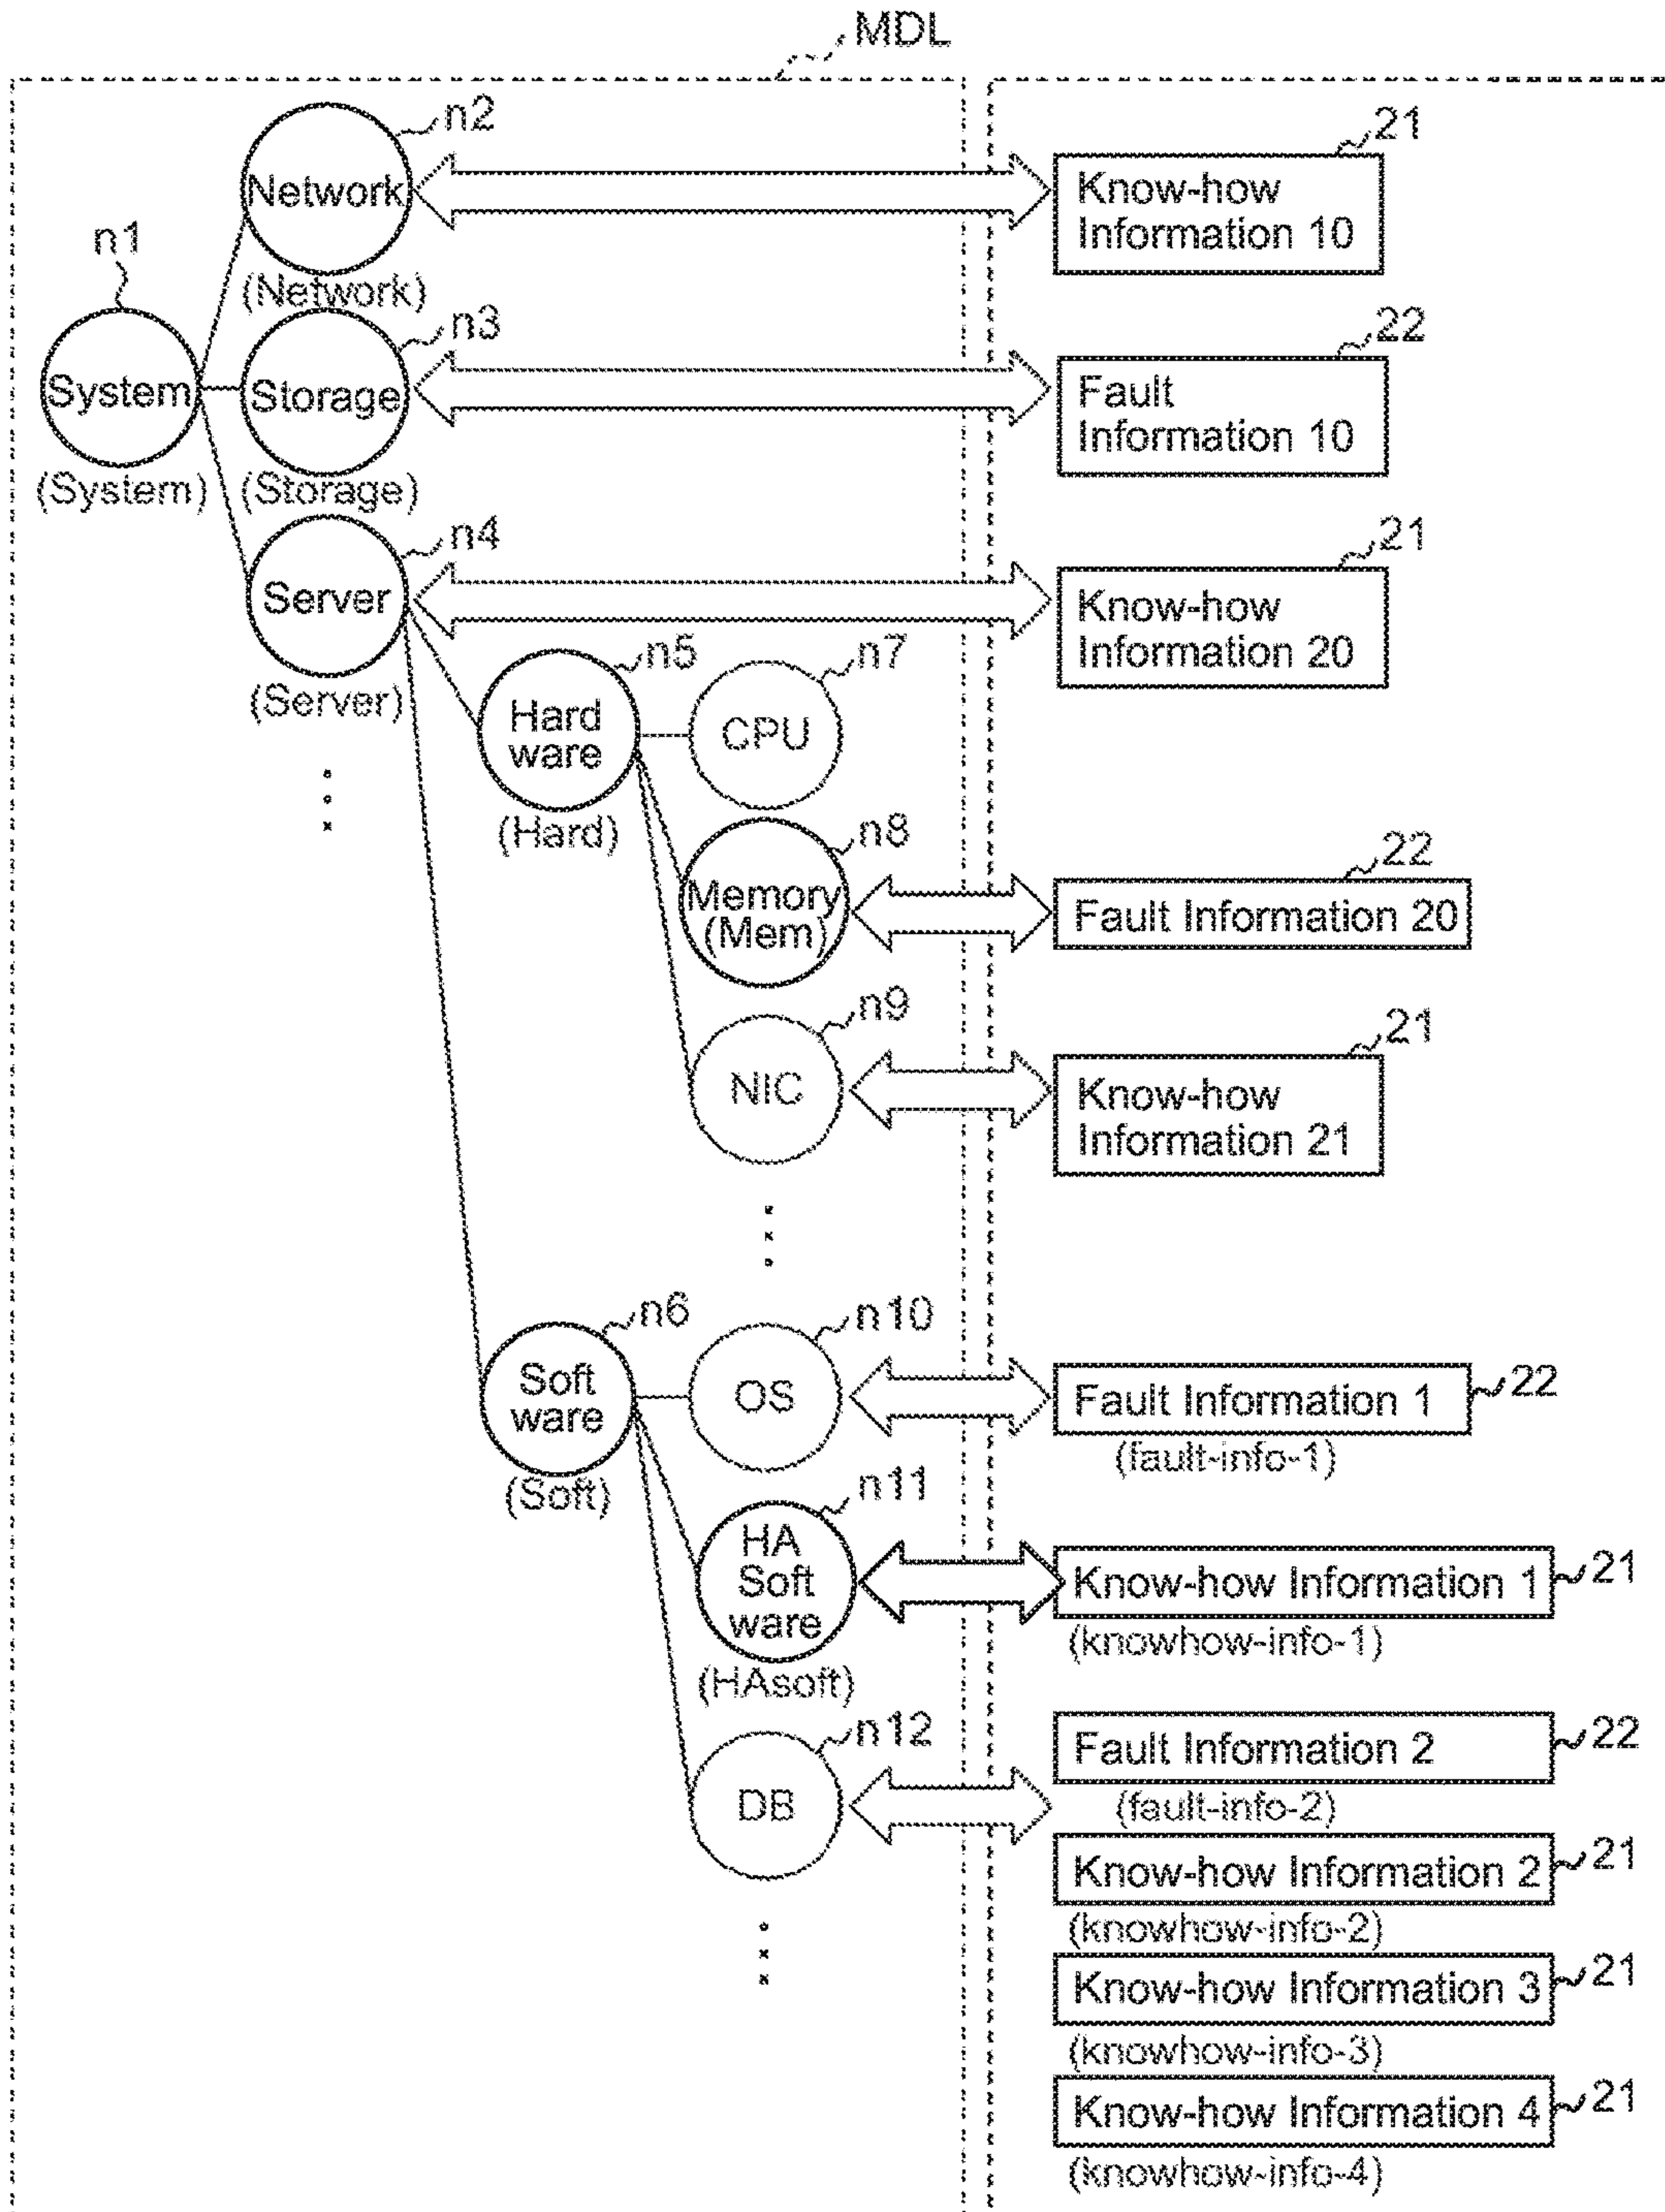 MDL
n2
Network
(Network)
21
Know-how
Information 10
n1
System
(System)
n3
Storage
(Storage)
22
Fault
Information 10
n4
Server
(Server)
21
Know-how
Information 20
n5
Hard
ware
(Hard)
n7
CPU
n8
Memory
(Mem)
22
Fault Information 20
n9
NIC
21
Know-how
Information 21
n6
Soft
ware
(Soft)
n10
OS
Fault Information 1
22
(fault-info-1)
n11
HA
Soft
ware
(HAsoft)
Know-how Information 1
21
(knowhow-info-1)
n12
DB
Fault Information 2
22
(fault-info-2)
Know-how Information 2
21
(knowhow-info-2)
Know-how Information 3
21
(knowhow-info-3)
Know-how Information 4
21
(knowhow-info-4)